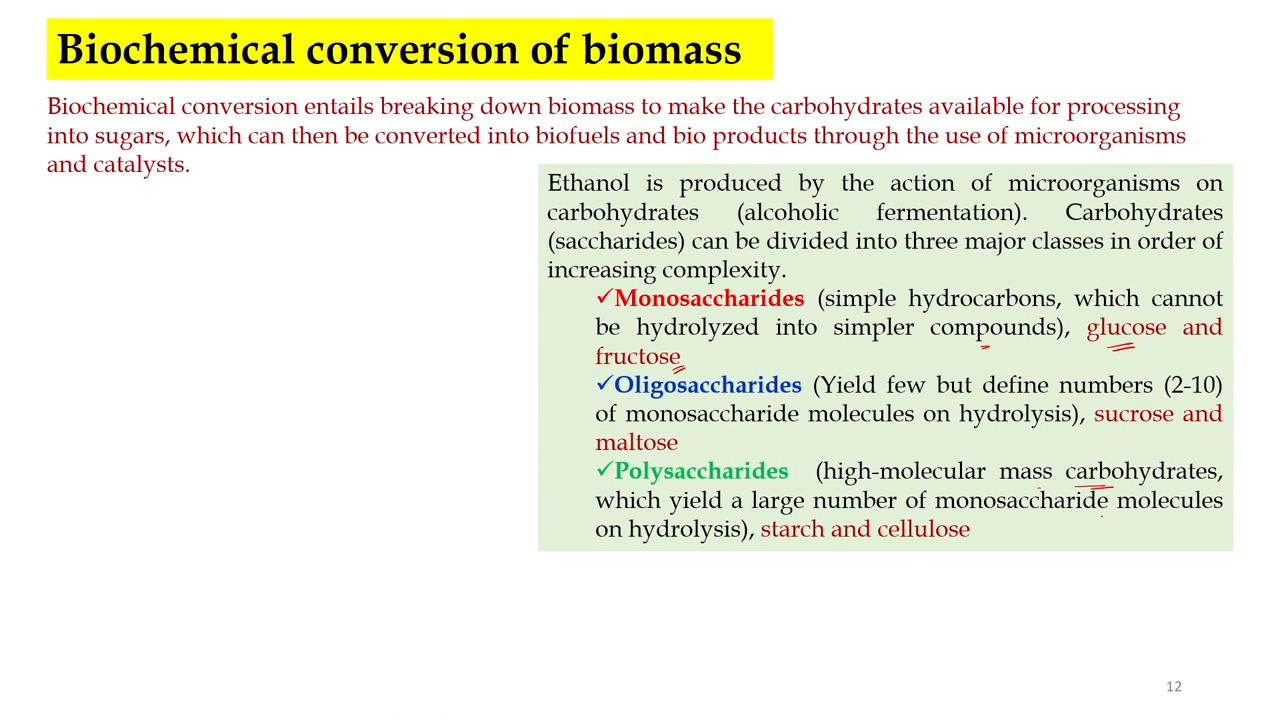 Biochemical conversion of biomass
Biochemical conversion entails breaking down biomass to make the carbohydrates available for processing
into sugars, which can then be converted into biofuels and bio products through the use of microorganisms
and catalysts.
Ethanol is produced by the action of microorganisms on
carbohydrates (alcoholic fermentation). Carbohydrates
(saccharides) can be divided into three major classes in order of
increasing complexity.
✓Monosaccharides (simple hydrocarbons, which cannot
be hydrolyzed into simpler compounds), glucose and
fructose
✓Oligosaccharides (Yield few but define numbers (2-10)
of monosaccharide molecules on hydrolysis), sucrose and
maltose
✓Polysaccharides (high-molecular mass carbohydrates,
which yield a large number of monosaccharide molecules
on hydrolysis), starch and cellulose
12